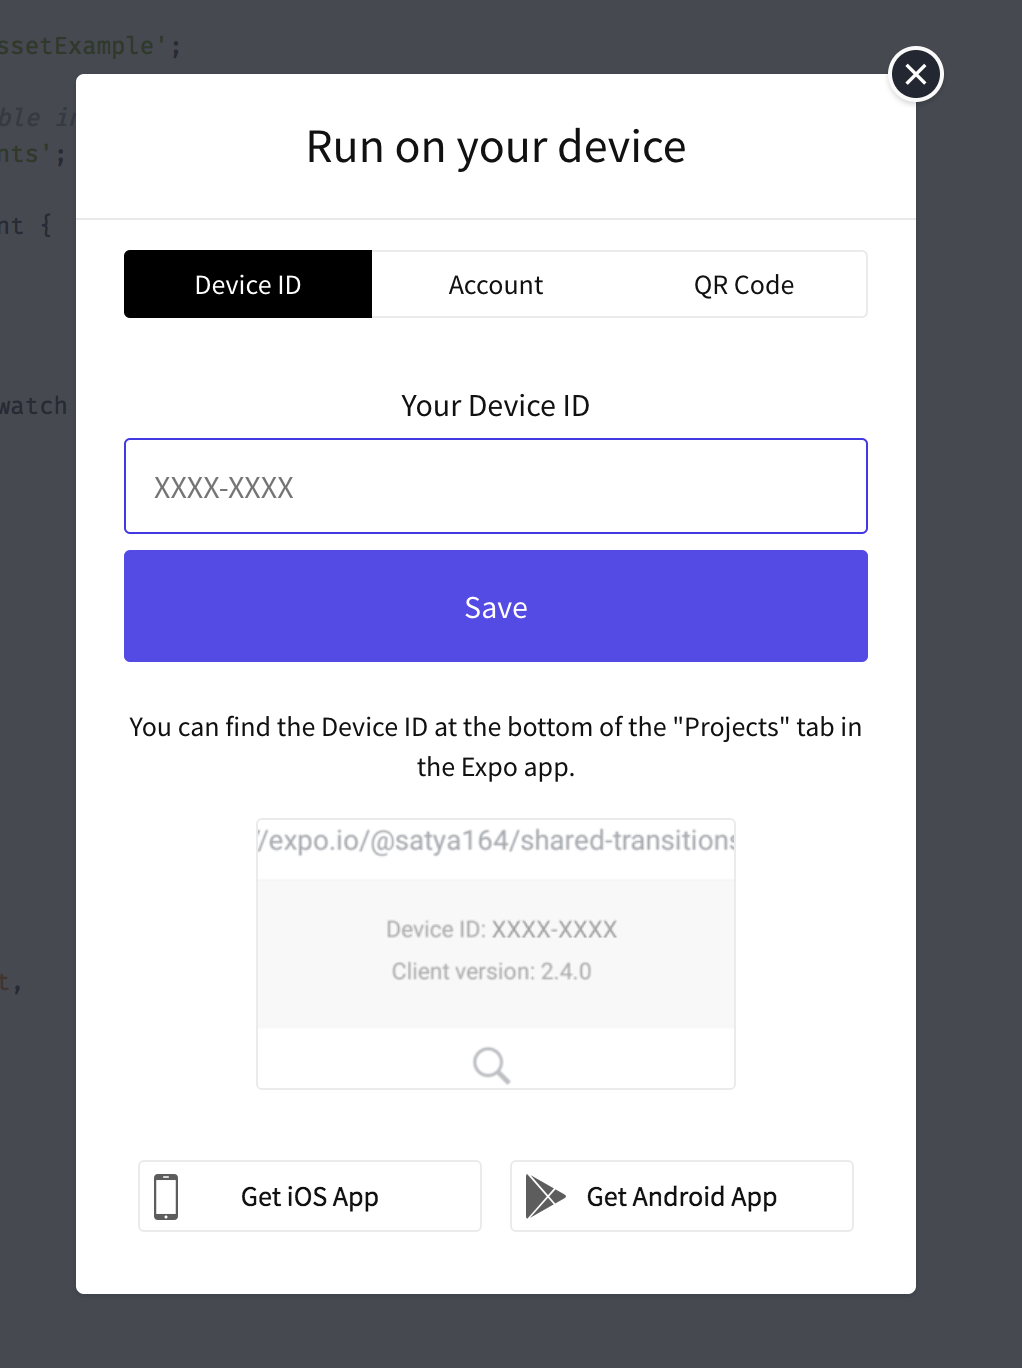 ssetExample';
ble in
nts';
nt {
watch
t,
Run on your device
Device ID
Account
QR Code
Your Device ID
XXXX-XXXX
Save
You can find the Device ID at the bottom of the "Projects" tab in
the Expo app.
/expo.io/@satya164/shared-transitions
Device ID: XXXX-XXXX
Client version: 2.4.0
Get iOS App
Get Android App